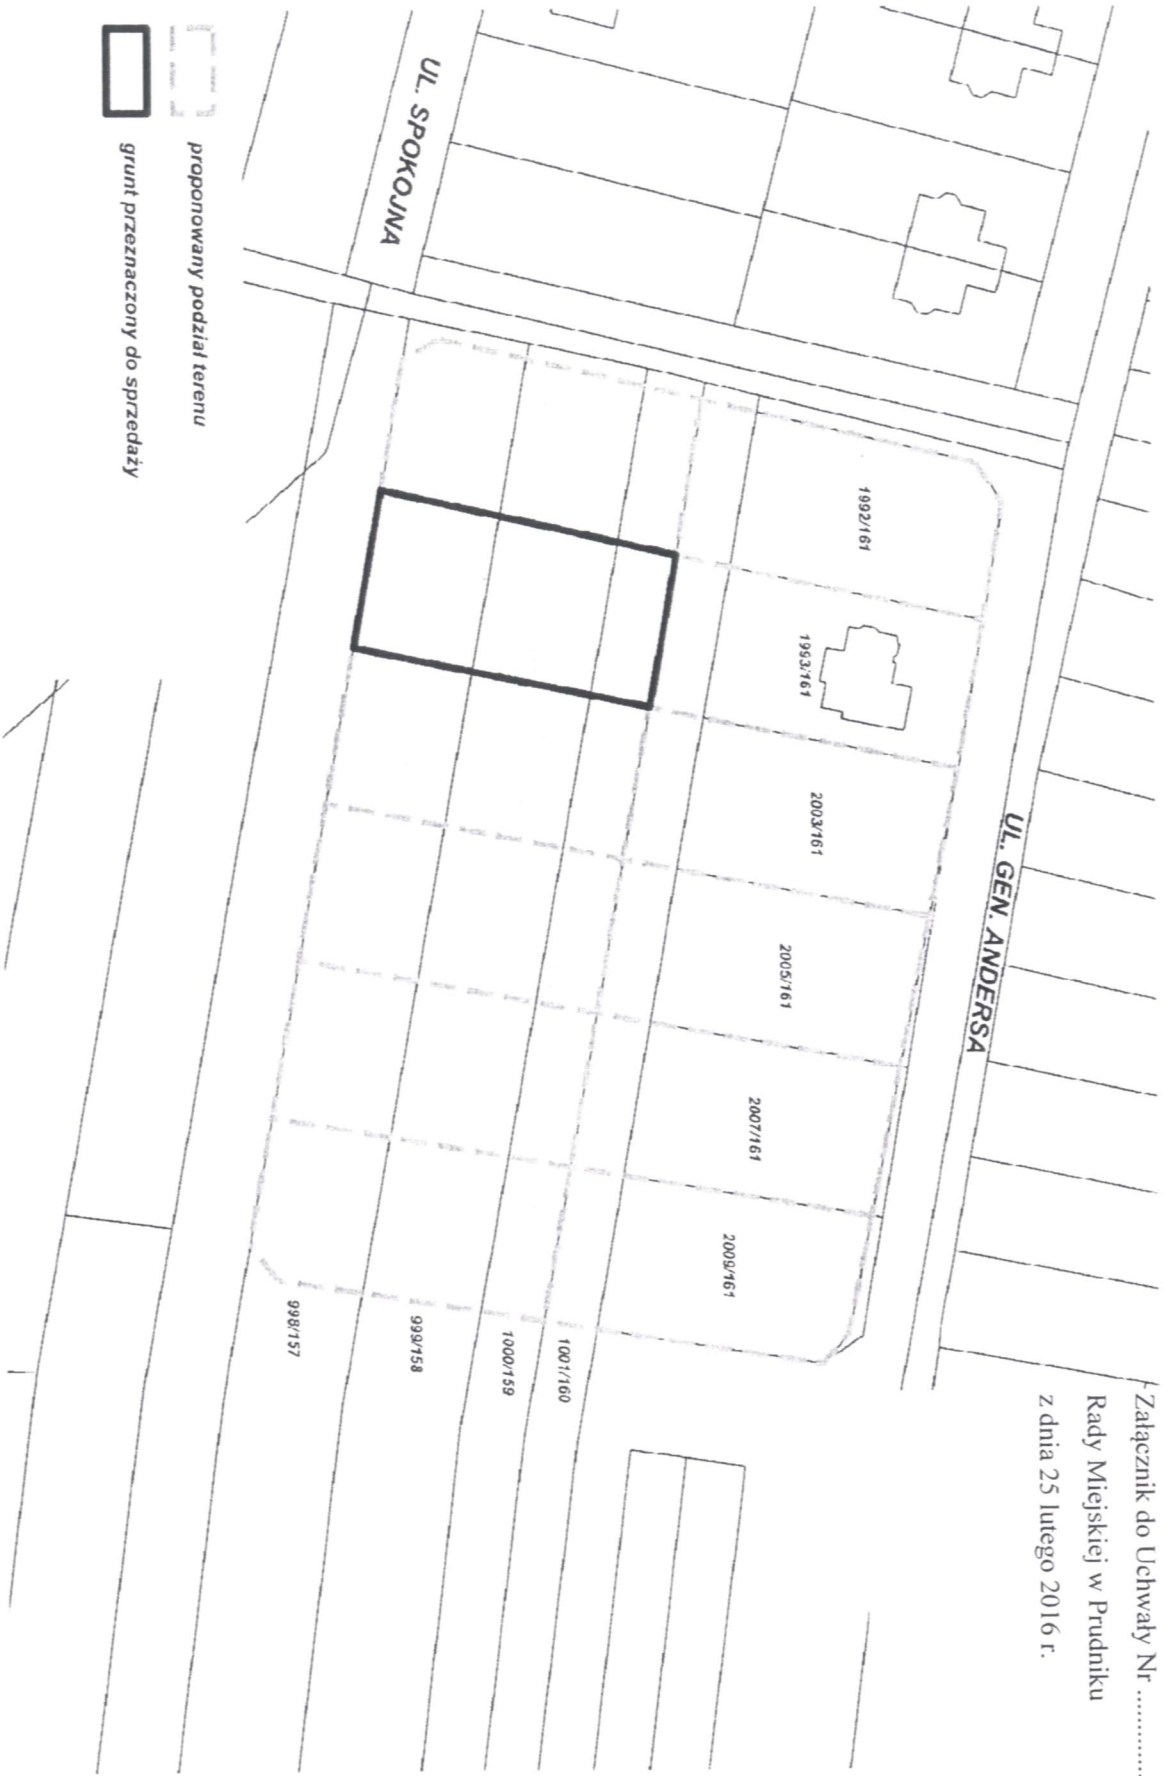 Załącznik do Uchwały Nr ............
Rady Miejskiej w Prudniku
z dnia 25 lutego 2016 r.
UL. GEN. ANDERSA
UL. SPOKOJNA
1992/161
1993/161
2003/161
2005/161
2007/161
2009/161
1001/160
1000/159
999/158
998/157
proponowany podział terenu
grunt przeznaczony do sprzedaży